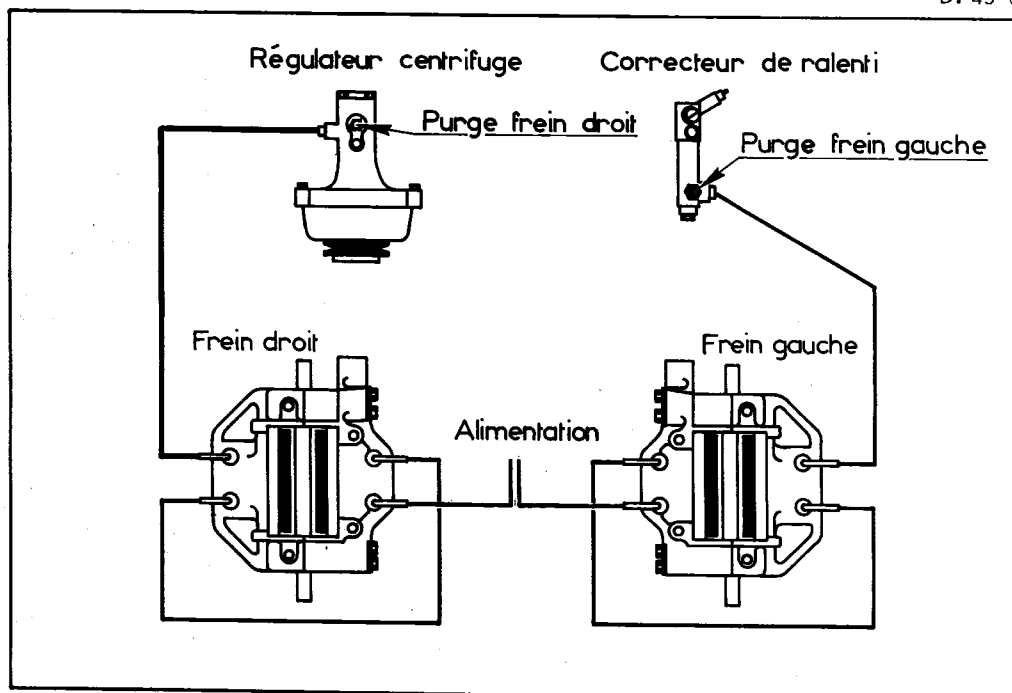 Régulateur centrifuge
Correcteur de ralenti
Purge frein droit
Purge frein gauche
Frein droit
Frein gauche
Alimentation